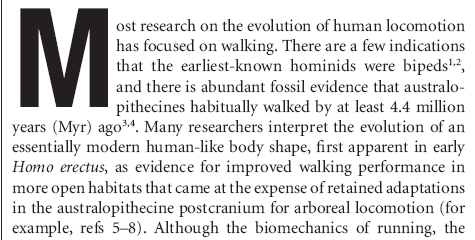 Most research on the evolution of human locomotion
has focused on walking. There are a few indications
that the earliest-known hominids were bipeds¹,²,
and there is abundant fossil evidence that australo-
pithecines habitually walked by at least 4.4 million
years (Myr) ago³,⁴. Many researchers interpret the evolution of an
essentially modern human-like body shape, first apparent in early
Homo erectus, as evidence for improved walking performance in
more open habitats that came at the expense of retained adaptations
in the australopithecine postcranium for arboreal locomotion (for
example, refs 5–8). Although the biomechanics of running, the